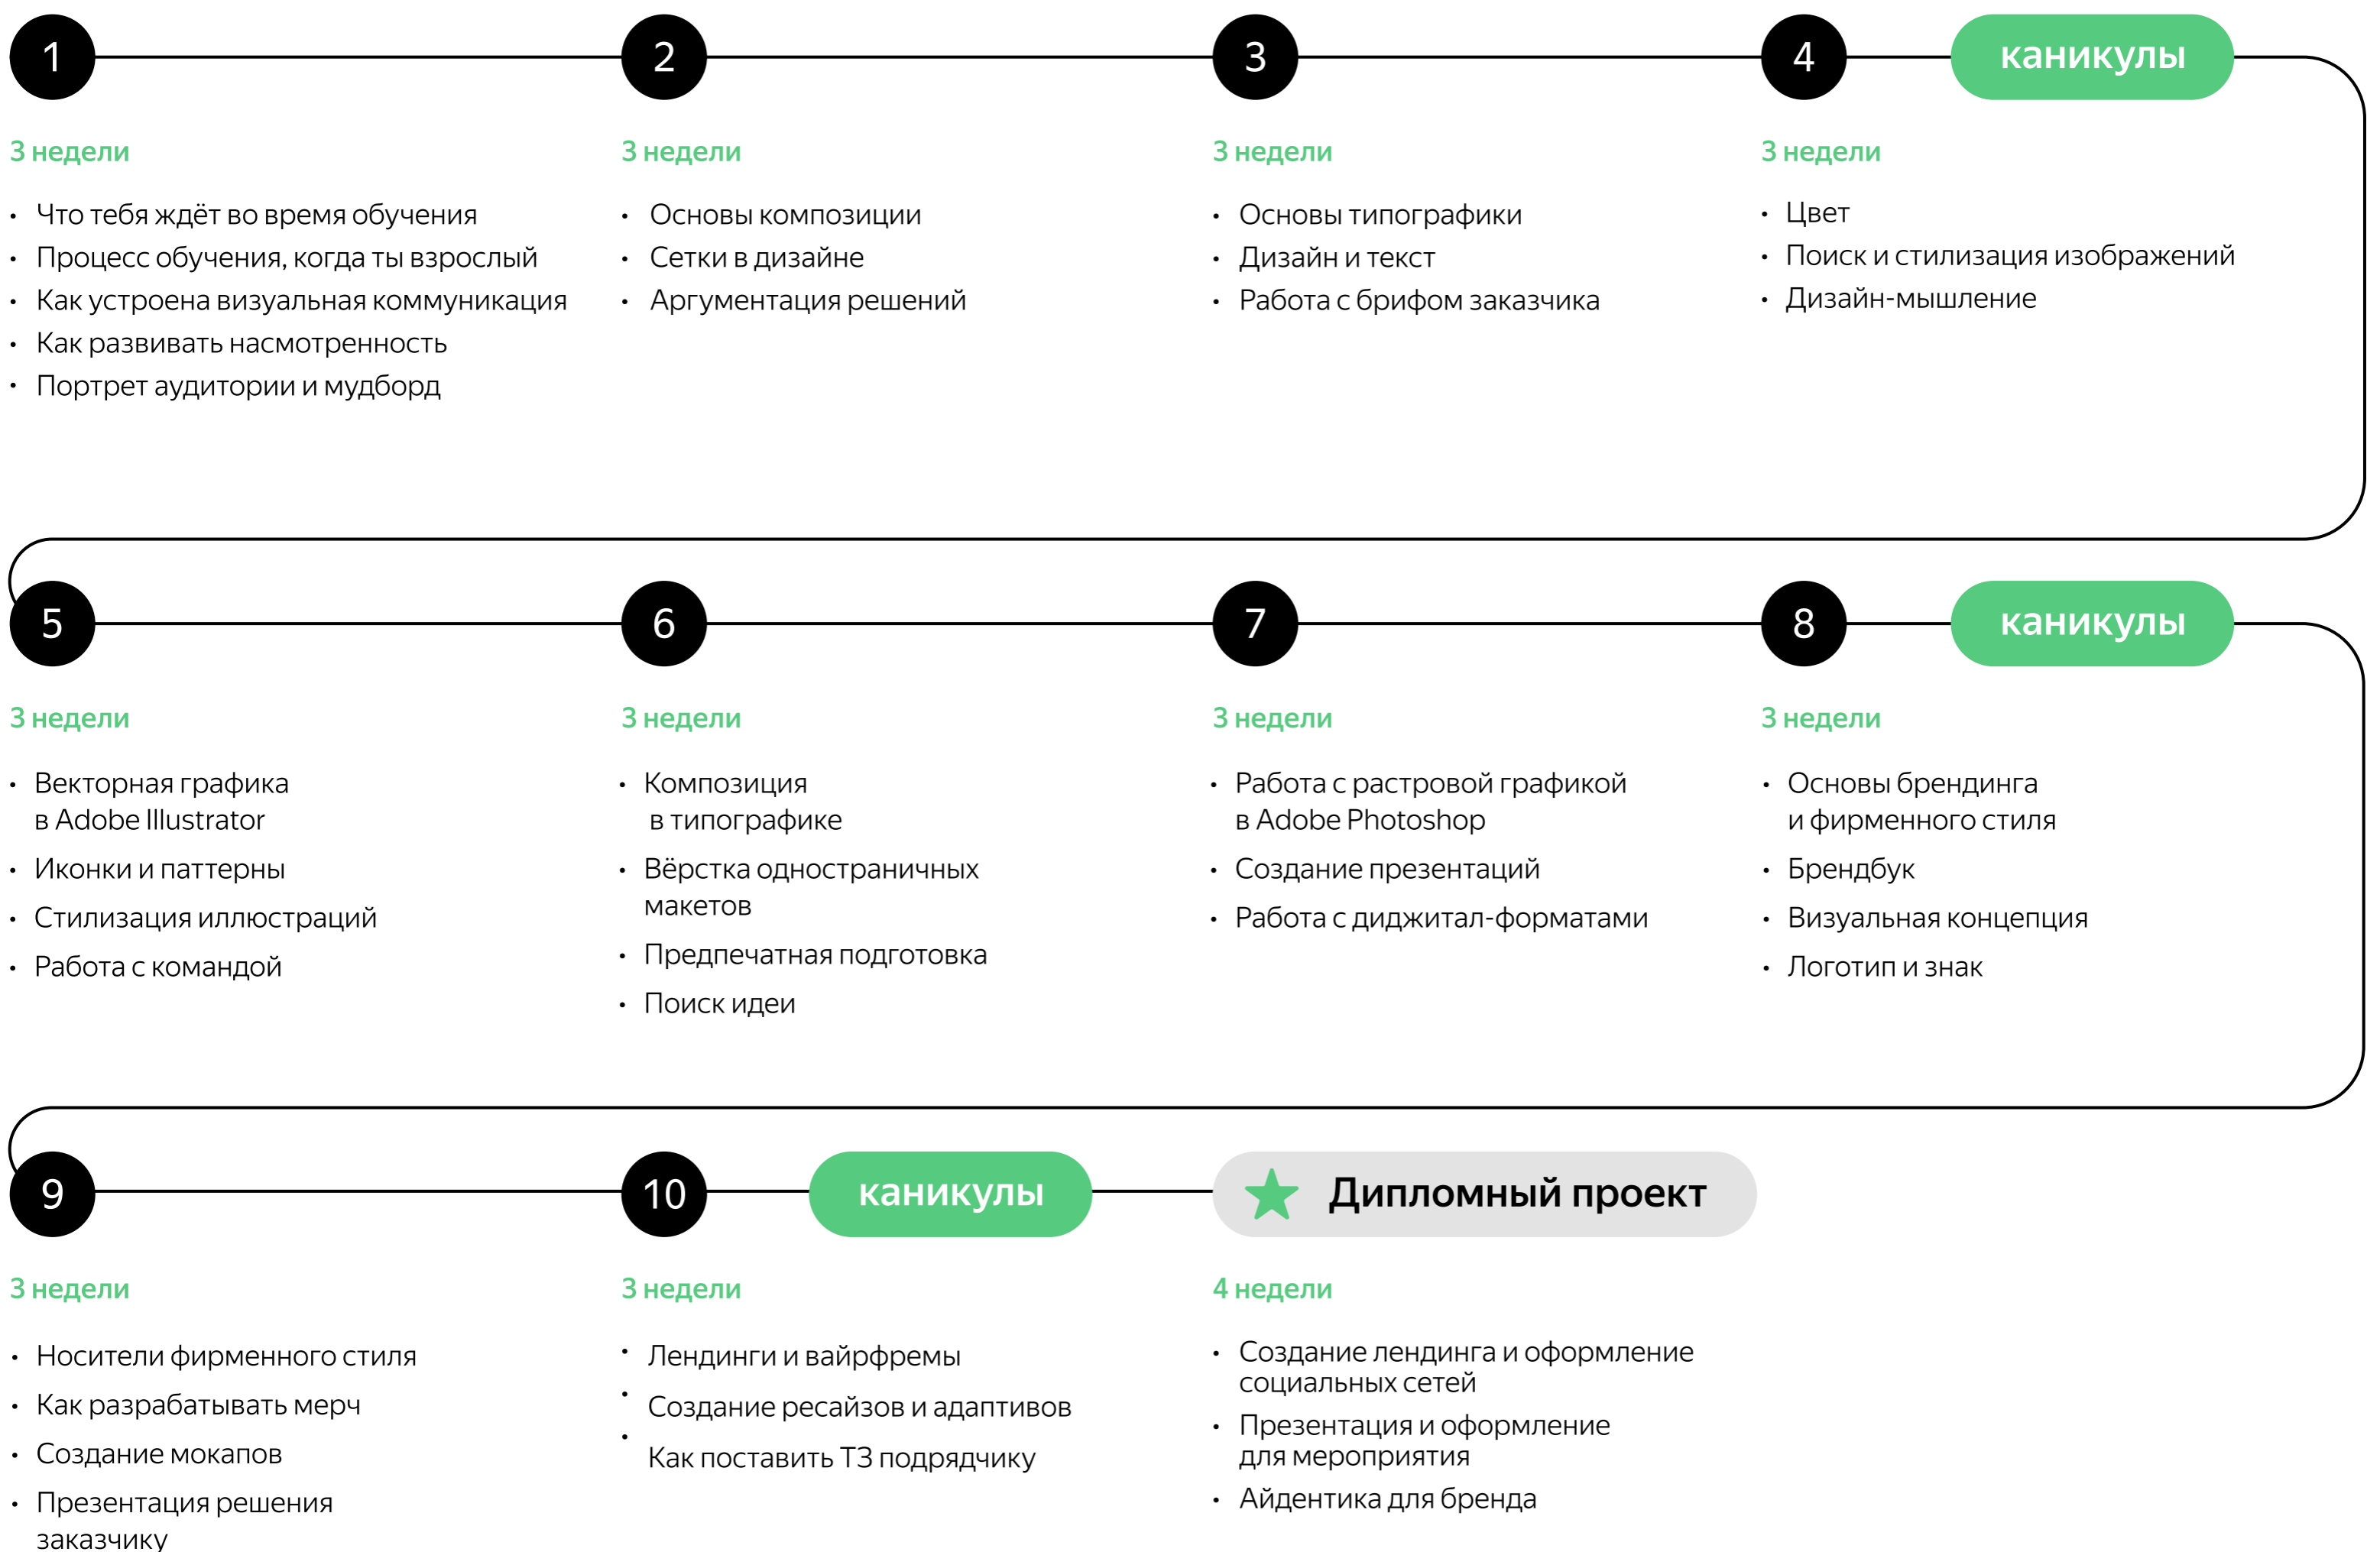 1
2
3
4
каникулы
3 недели
• Что тебя ждёт во время обучения
• Процесс обучения, когда ты взрослый
• Как устроена визуальная коммуникация
• Как развивать насмотренность
• Портрет аудитории и мудборд
3 недели
• Основы композиции
• Сетки в дизайне
• Аргументация решений
3 недели
• Основы типографики
• Дизайн и текст
• Работа с брифом заказчика
3 недели
• Цвет
• Поиск и стилизация изображений
• Дизайн-мышление
5
6
7
8
каникулы
3 недели
• Векторная графика
в Adobe Illustrator
• Иконки и паттерны
• Стилизация иллюстраций
• Работа с командой
3 недели
• Композиция
в типографике
• Вёрстка одностраничных
макетов
• Предпечатная подготовка
• Поиск идеи
3 недели
• Работа с растровой графикой
в Adobe Photoshop
• Создание презентаций
• Работа с диджитал-форматами
3 недели
• Основы брендинга
и фирменного стиля
• Брендбук
• Визуальная концепция
• Логотип и знак
9
10
каникулы
Дипломный проект
3 недели
• Носители фирменного стиля
• Как разрабатывать мерч
• Создание мокапов
• Презентация решения
заказчику
3 недели
• Лендинги и вайрфремы
• Создание ресайзов и адаптивов
• Как поставить ТЗ подрядчику
4 недели
• Создание лендинга и оформление
социальных сетей
• Презентация и оформление
для мероприятия
• Айдентика для бренда